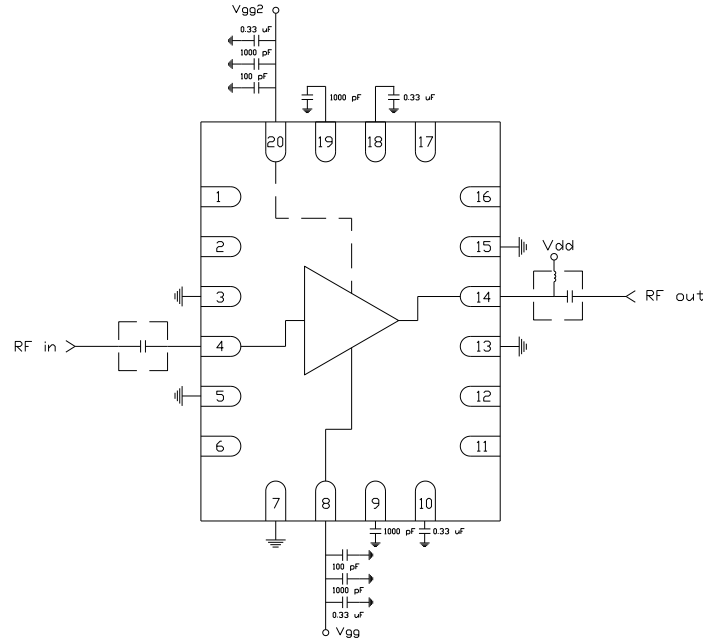 Vgg2
0.33 uF
1000 pF
100 pF
1000 pF
0.33 uF
20
19
18
17
1
16
2
15
Vdd
3
14
RF out
RF in
4
13
5
12
6
11
7
8
9
10
1000 pF
0.33 uF
100 pF
1000 pF
0.33 uF
Vgg